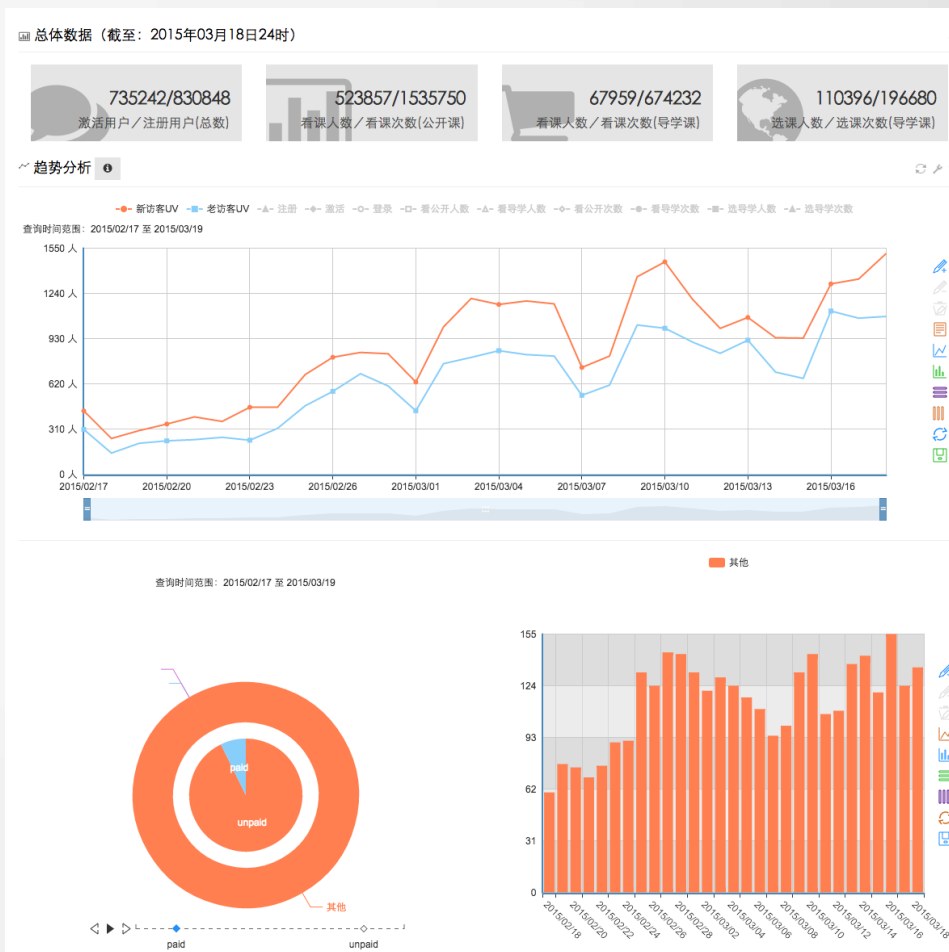 总体数据（截至：2015年03月18日24时）
735242/830848
激活用户／注册用户(总数)
523857/1535750
看课人数／看课次数(公开课)
67959/674232
看课人数／看课次数(导学课)
110396/196680
选课人数／选课次数(导学课)
趋势分析
新访客UV 老访客UV 注册 激活 登录 看公开人数 看导学人数 看公开次数 看导学次数 选导学人数 选导学次数
查询时间范围：2015/02/17 至 2015/03/19
1550 人
1240 人
930 人
620 人
310 人
0 人
2015/02/17 2015/02/20 2015/02/23 2015/02/26 2015/03/01 2015/03/04 2015/03/07 2015/03/10 2015/03/13 2015/03/16
其他
查询时间范围：2015/02/17 至 2015/03/19
paid
unpaid
其他
paid unpaid
155
124
93
62
31
0
2015/02/18 2015/02/20 2015/02/22 2015/02/24 2015/02/26 2015/02/28 2015/03/02 2015/03/04 2015/03/06 2015/03/08 2015/03/10 2015/03/12 2015/03/14 2015/03/16 2015/03/18